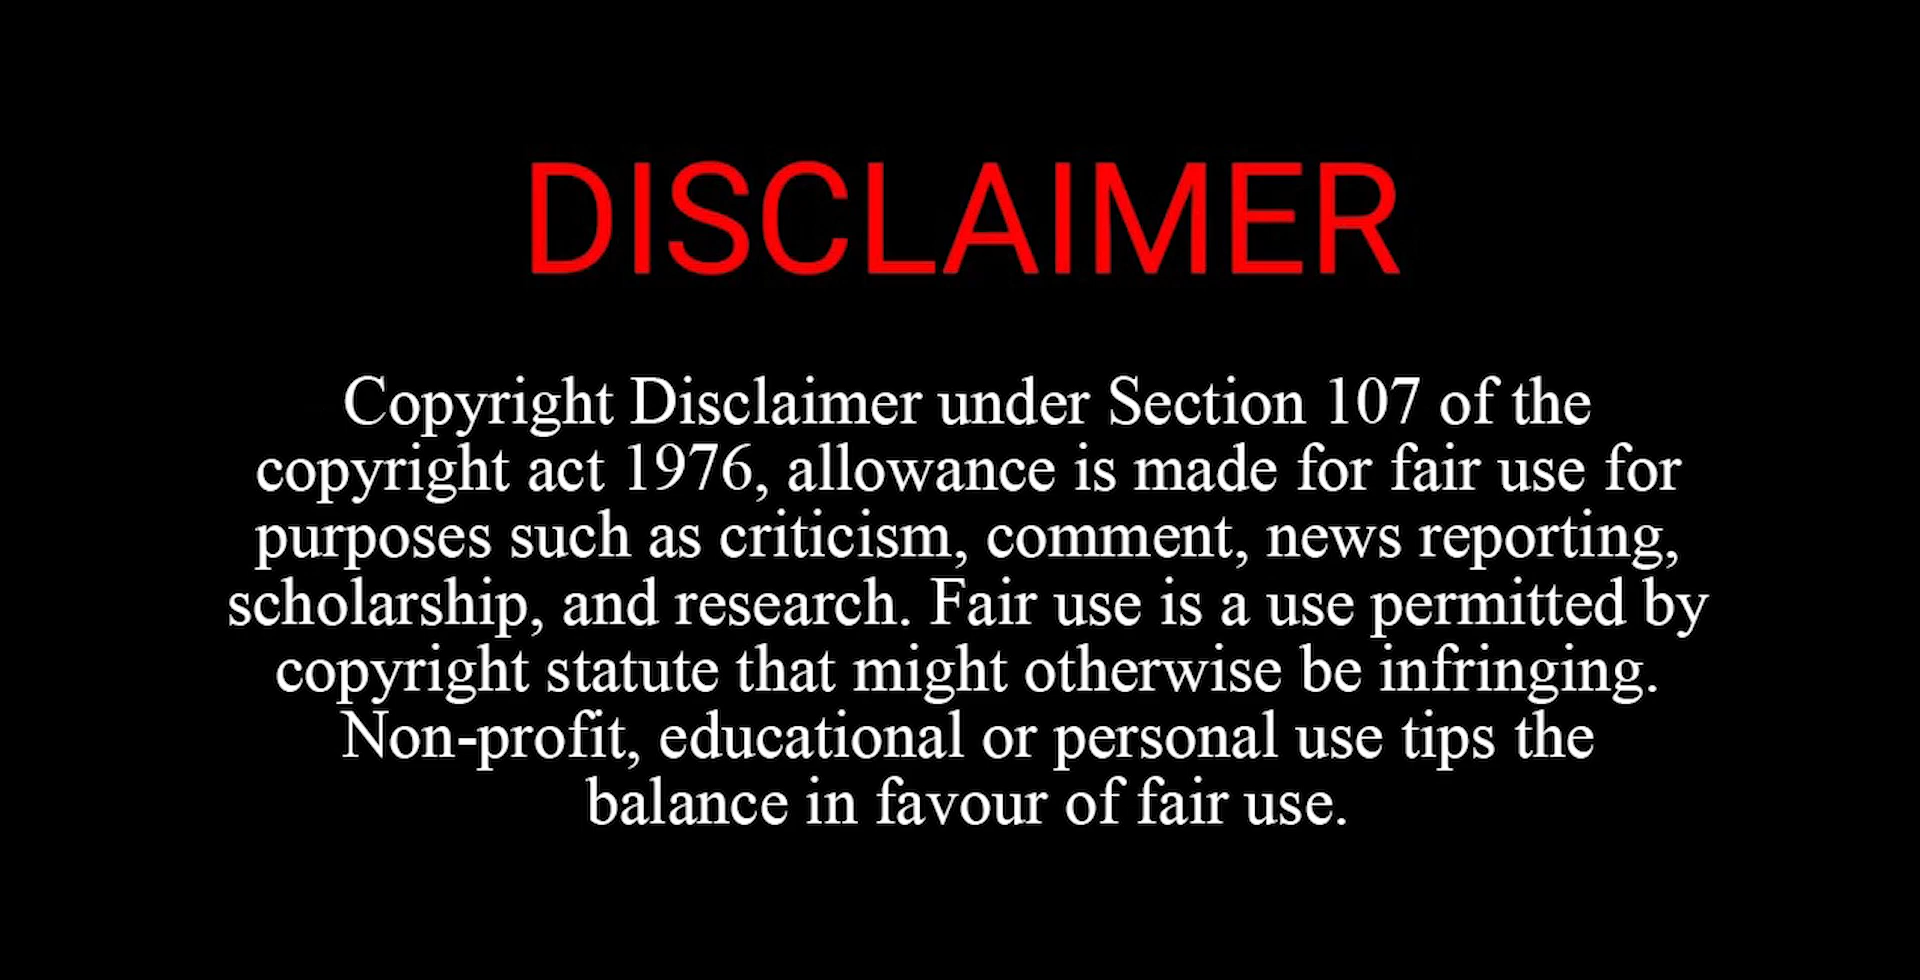 DISCLAIMER
Copyright Disclaimer under Section 107 of the
copyright act 1976, allowance is made for fair use for
purposes such as criticism, comment, news reporting,
scholarship, and research. Fair use is a use permitted by
copyright statute that might otherwise be infringing.
Non-profit, educational or personal use tips the
balance in favour of fair use.